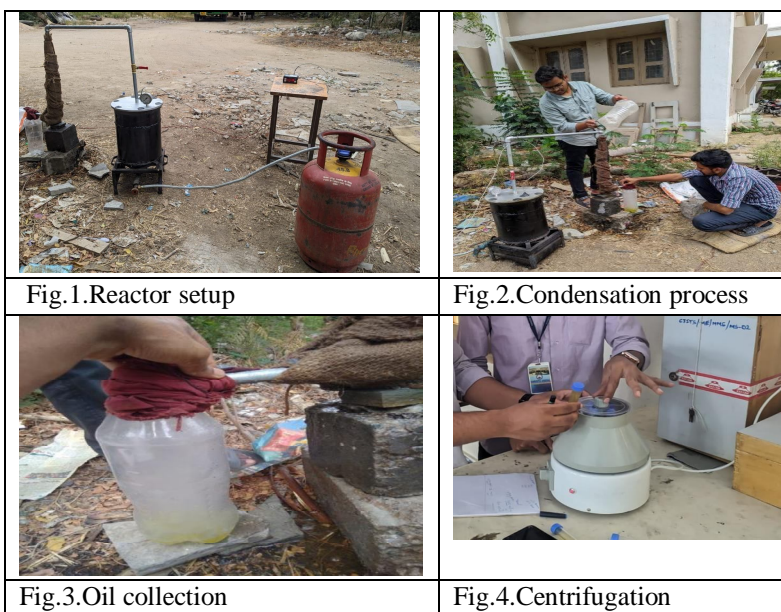 Fig.1.Reactor setup
Fig.2.Condensation process
Fig.3.Oil collection
Fig.4.Centrifugation